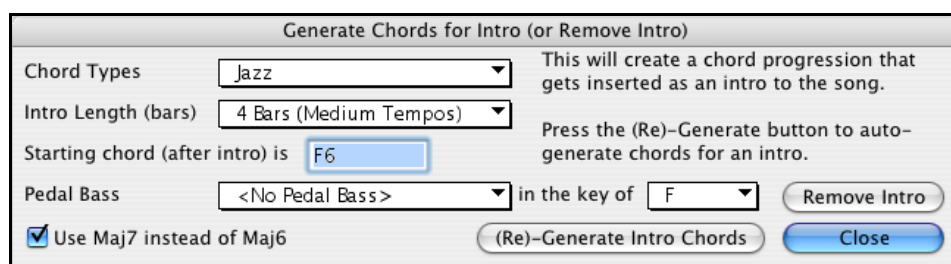 Generate Chords for Intro (or Remove Intro)
Chord Types Jazz
This will create a chord progression that
gets inserted as an intro to the song.
Intro Length (bars) 4 Bars (Medium Tempos)
Press the (Re)-Generate button to auto-
generate chords for an intro.
Starting chord (after intro) is F6
Pedal Bass <No Pedal Bass> in the key of F Remove Intro
Use Maj7 instead of Maj6 (Re)-Generate Intro Chords Close